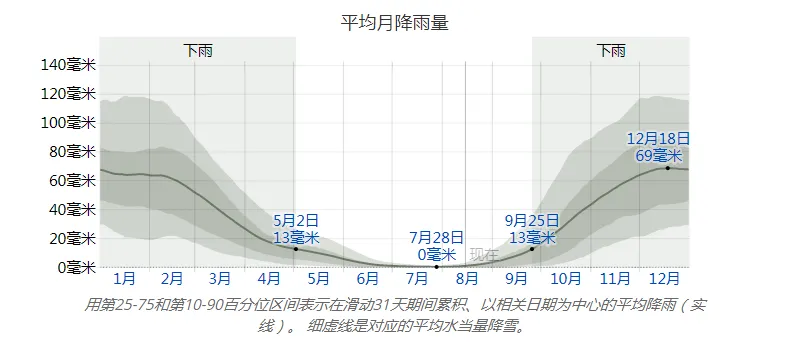 平均月降雨量
下雨
下雨
140毫米
120毫米
100毫米
80毫米
60毫米
40毫米
20毫米
0毫米
12月18日
69毫米
5月2日
13毫米
7月28日
0毫米
现在
9月25日
13毫米
1月
2月
3月
4月
5月
6月
7月
8月
9月
10月
11月
12月
用第25-75和第10-90百分位区间表示在滑动31天期间累积、以相关日期为中心的平均降雨（实
线）。 细虚线是对应的平均水当量降雪。